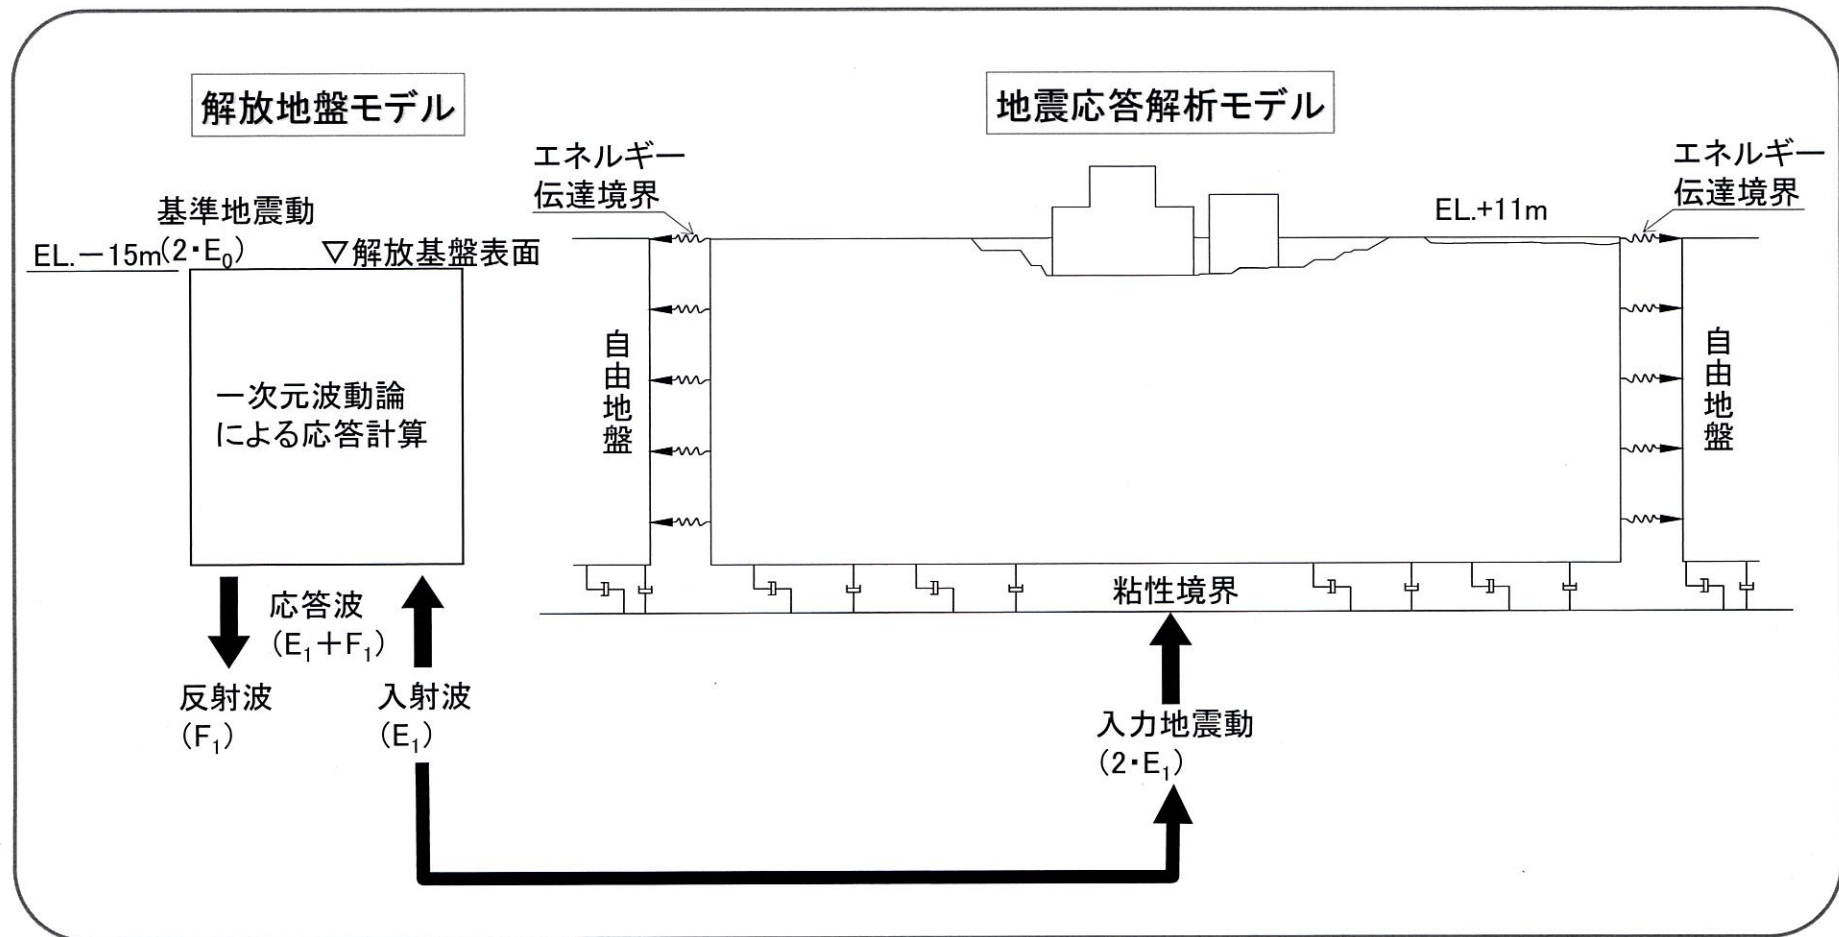 解放地盤モデル
基準地震動
(2・E₀)
EL.－15m
▽解放基盤表面
一次元波動論
による応答計算
応答波
(E₁＋F₁)
反射波
(F₁)
入射波
(E₁)
地震応答解析モデル
エネルギー
伝達境界
エネルギー
伝達境界
EL.+11m
自由地盤
自由地盤
粘性境界
入力地震動
(2・E₁)